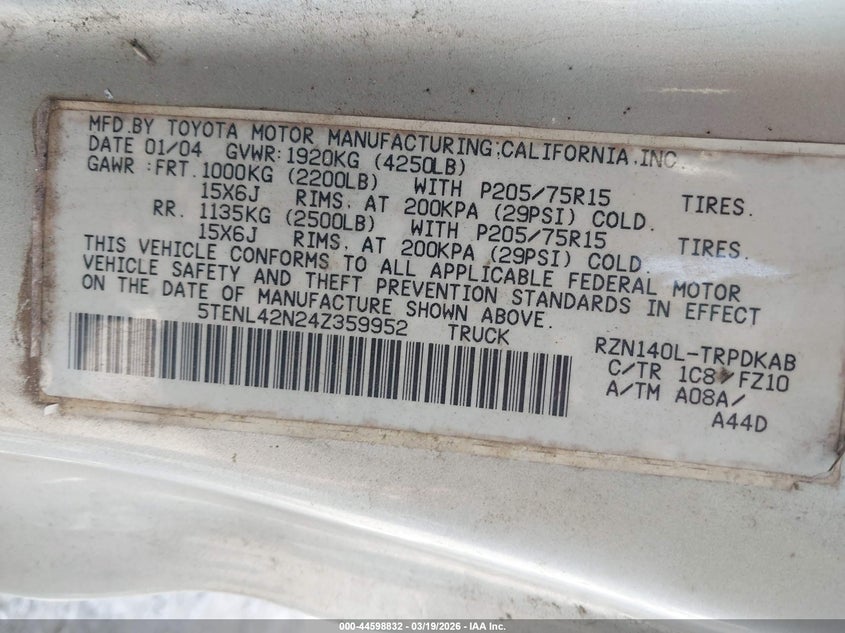 MFD.BY TOYOTA MOTOR MANUFACTURING,CALIFORNIA,INC.
DATE 01/04 GVWR:1920KG (4250LB)
GAWR :FRT.1000KG (2200LB) WITH P205/75R15 TIRES.
15X6J RIMS, AT 200KPA (29PSI) COLD.
RR. 1135KG (2500LB) WITH P205/75R15 TIRES.
15X6J RIMS, AT 200KPA (29PSI) COLD.
THIS VEHICLE CONFORMS TO ALL APPLICABLE FEDERAL MOTOR
VEHICLE SAFETY AND THEFT PREVENTION STANDARDS IN EFFECT
ON THE DATE OF MANUFACTURE SHOWN ABOVE.
5TENL42N24Z359952 TRUCK
RZN140L-TRPDKAB
C/TR 1C8/FZ10
A/TM A08A/
A44D
000-44598832 - 03/19/2026 - IAA Inc.